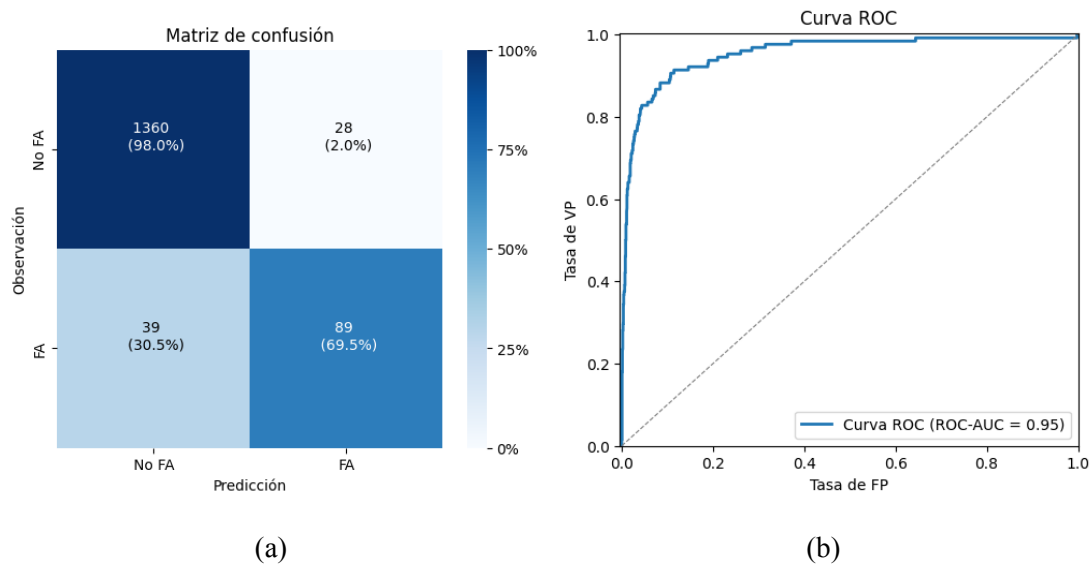 Matriz de confusión
No FA
FA
Observación
1360
(98.0%)
28
(2.0%)
39
(30.5%)
89
(69.5%)
No FA
FA
Predicción
100%
75%
50%
25%
0%
(a)
Curva ROC
1.0
0.8
0.6
0.4
0.2
0.0
Tasa de VP
Curva ROC (ROC-AUC = 0.95)
0.0
0.2
0.4
0.6
0.8
1.0
Tasa de FP
(b)